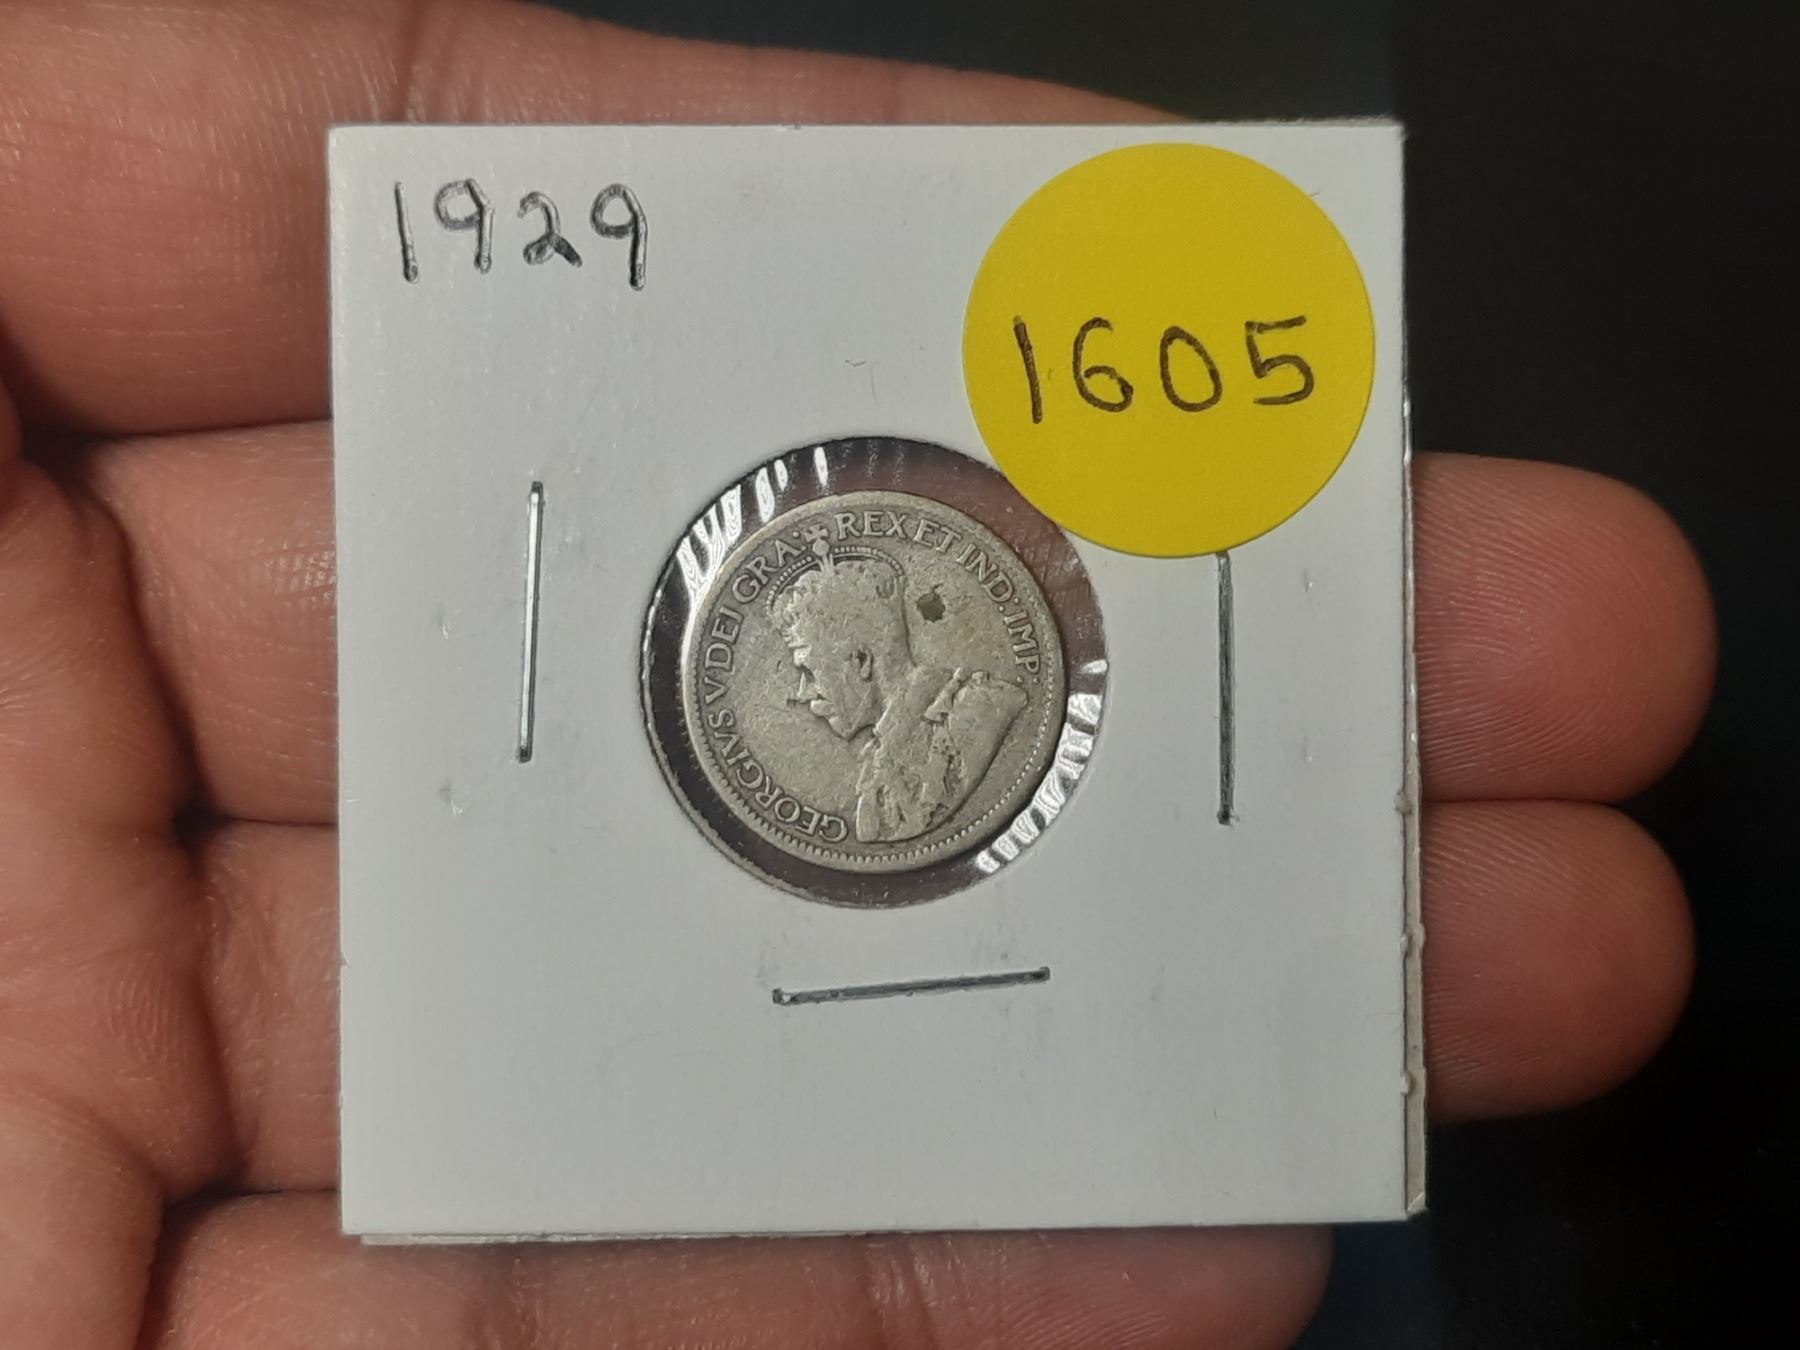 1929
1605
GEORGIVS V DEI GRA: REX ET IND: IMP: